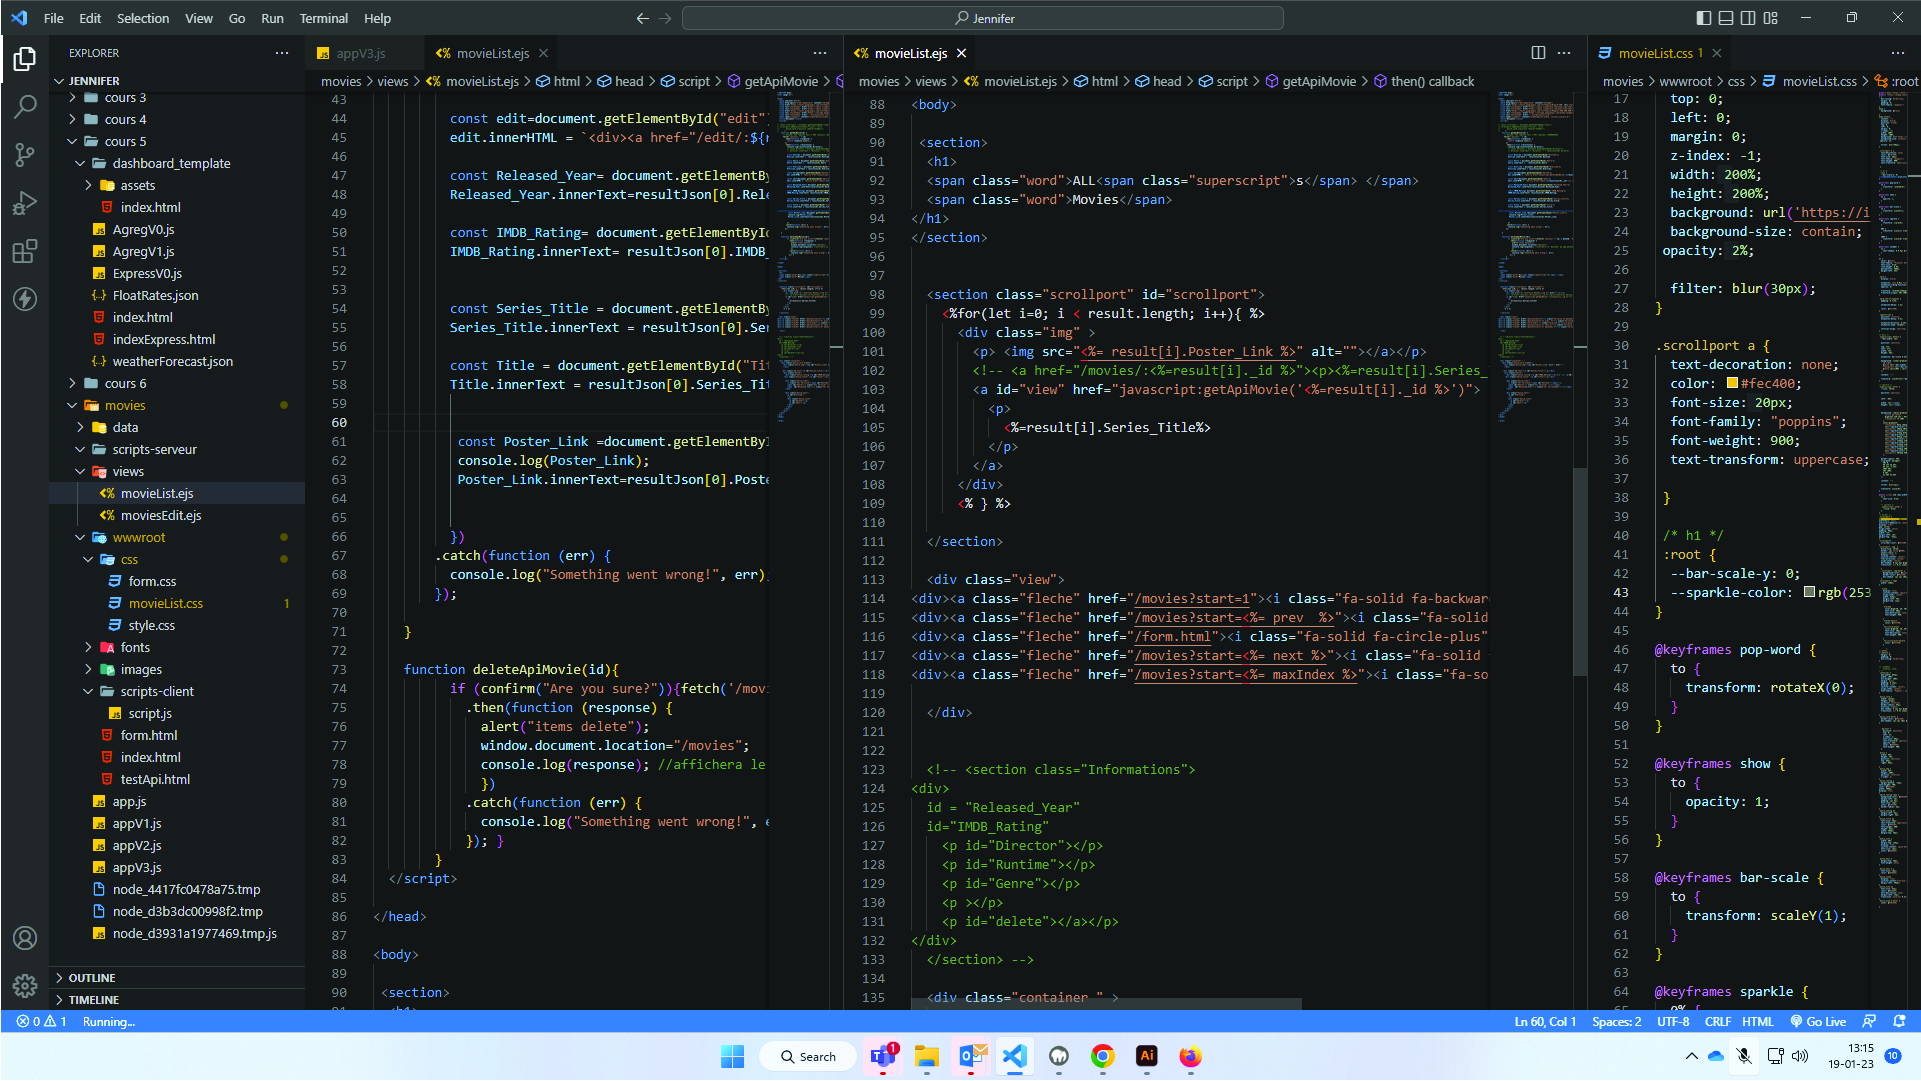 File Edit Selection View Go Run Terminal Help
Jennifer
EXPLORER
JENNIFER
cours 3
cours 4
cours 5
dashboard_template
assets
index.html
AgregV0.js
AgregV1.js
ExpressV0.js
FloatRates.json
index.html
indexExpress.html
weatherForecast.json
cours 6
movies
data
scripts-serveur
views
movieList.ejs
moviesEdit.ejs
wwwroot
css
form.css
movieList.css 1
style.css
fonts
images
scripts-client
script.js
form.html
index.html
testApi.html
app.js
appV1.js
appV2.js
appV3.js
node_4417fc0478a75.tmp
node_d3b3dc00998f2.tmp
node_d3931a1977469.tmp.js
OUTLINE
TIMELINE
appV3.js movieList.ejs
movies > views > movieList.ejs > html > head > script > getApiMovie >
43
44 const edit=document.getElementById("edit")
45 edit.innerHTML = `<div><a href="/edit/:${
46
47 const Released_Year= document.getElementBy
48 Released_Year.innerText=resultJson[0].Rele
49
50 const IMDB_Rating= document.getElementById
51 IMDB_Rating.innerText= resultJson[0].IMDB_
52
53
54 const Series_Title = document.getElementBy
55 Series_Title.innerText = resultJson[0].Ser
56
57 const Title = document.getElementById("Tit
58 Title.innerText = resultJson[0].Series_Tit
59
60
61 const Poster_Link =document.getElementById
62 console.log(Poster_Link);
63 Poster_Link.innerText=resultJson[0].Poste
64
65
66 })
67 .catch(function (err) {
68 console.log("Something went wrong!", err)
69 });
70
71 }
72
73 function deleteApiMovie(id){
74 if (confirm("Are you sure?")){fetch('/movi
75 .then(function (response) {
76 alert("items delete");
77 window.document.location="/movies";
78 console.log(response); //affichera le
79 })
80 .catch(function (err) {
81 console.log("Something went wrong!", e
82 }); }
83 }
84 </script>
85
86 </head>
87
88 <body>
89
90 <section>
movieList.ejs
movies > views > movieList.ejs > html > head > script > getApiMovie > then() callback
88 <body>
89
90 <section>
91 <h1>
92 <span class="word">ALL<span class="superscript">s</span> </span>
93 <span class="word">Movies</span>
94 </h1>
95 </section>
96
97
98 <section class="scrollport" id="scrollport">
99 <%for(let i=0; i < result.length; i++){ %>
100 <div class="img" >
101 <p> <img src="<%= result[i].Poster_Link %>" alt=""></a></p>
102 <!-- <a href="/movies/:<%=result[i]._id %>"><p><%=result[i].Series_
103 <a id="view" href="javascript:getApiMovie('<%=result[i]._id %>')">
104 <p>
105 <%=result[i].Series_Title%>
106 </p>
107 </a>
108 </div>
109 <% } %>
110
111 </section>
112
113 <div class="view">
114 <div><a class="fleche" href="/movies?start=1"><i class="fa-solid fa-backwar
115 <div><a class="fleche" href="/movies?start=<%= prev %>"><i class="fa-solid
116 <div><a class="fleche" href="/form.html"><i class="fa-solid fa-circle-plus"
117 <div><a class="fleche" href="/movies?start=<%= next %>"><i class="fa-solid
118 <div><a class="fleche" href="/movies?start=<%= maxIndex %>"><i class="fa-so
119
120 </div>
121
122
123 <!-- <section class="Informations">
124 <div>
125 id = "Released_Year"
126 id="IMDB_Rating"
127 <p id="Director"></p>
128 <p id="Runtime"></p>
129 <p id="Genre"></p>
130 <p ></p>
131 <p id="delete"></a></p>
132 </div>
133 </section> -->
134
135 <div class="container " >
movieList.css 1
movies > wwwroot > css > movieList.css > :root
17 top: 0;
18 left: 0;
19 margin: 0;
20 z-index: -1;
21 width: 200%;
22 height: 200%;
23 background: url('https://i
24 background-size: contain;
25 opacity: 2%;
26
27 filter: blur(30px);
28 }
29
30 .scrollport a {
31 text-decoration: none;
32 color: #fec400;
33 font-size: 20px;
34 font-family: "poppins";
35 font-weight: 900;
36 text-transform: uppercase;
37
38 }
39
40 /* h1 */
41 :root {
42 --bar-scale-y: 0;
43 --sparkle-color: rgb(253
44 }
45
46 @keyframes pop-word {
47 to {
48 transform: rotateX(0);
49 }
50 }
51
52 @keyframes show {
53 to {
54 opacity: 1;
55 }
56 }
57
58 @keyframes bar-scale {
59 to {
60 transform: scaleY(1);
61 }
62 }
63
64 @keyframes sparkle {
0 1 Running...
Ln 60, Col 1 Spaces: 2 UTF-8 CRLF HTML Go Live
Search
1
Ai
13:15
19-01-23
10